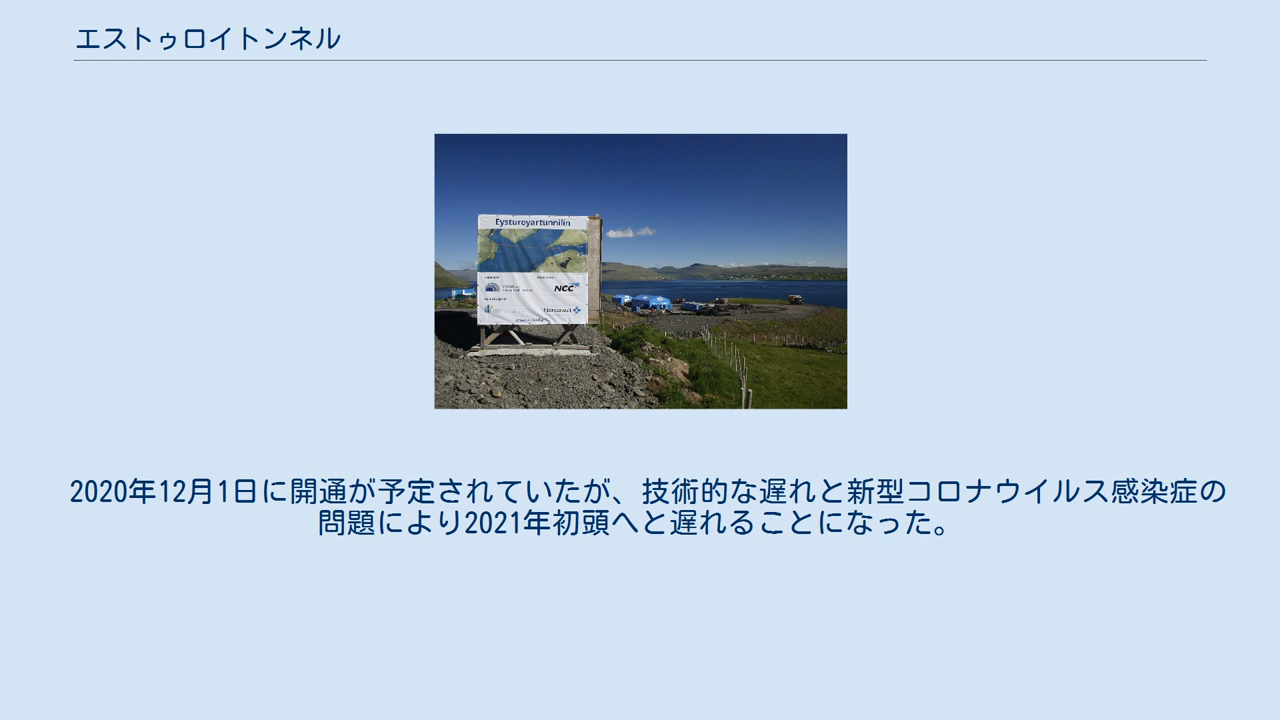 エストゥロイトンネル
Eysturoyartunnilin
NCC
Norconsult
2020年12月1日に開通が予定されていたが、技術的な遅れと新型コロナウイルス感染症の
問題により2021年初頭へと遅れることになった。